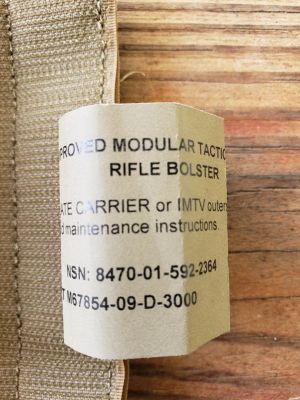 PROVED MODULAR TACTIC
RIFLE BOLSTER
ATE CARRIER or IMTV outer
d maintenance instructions.
NSN: 8470-01-592-2364
T M67854-09-D-3000